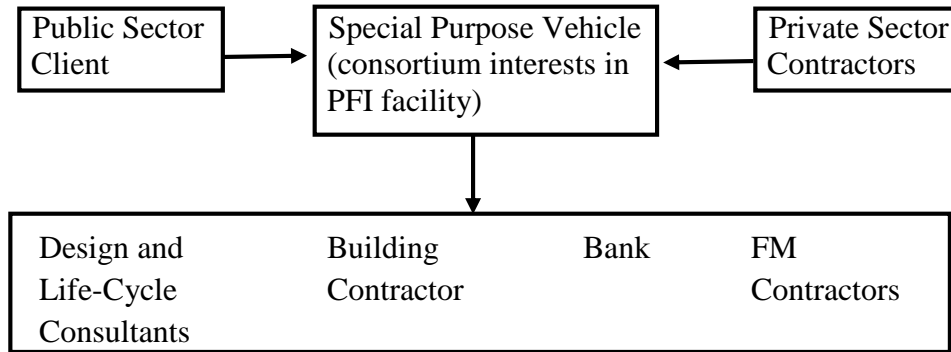 Public Sector
Client
Special Purpose Vehicle
(consortium interests in
PFI facility)
Private Sector
Contractors
Design and
Life-Cycle
Consultants
Building
Contractor
Bank
FM
Contractors